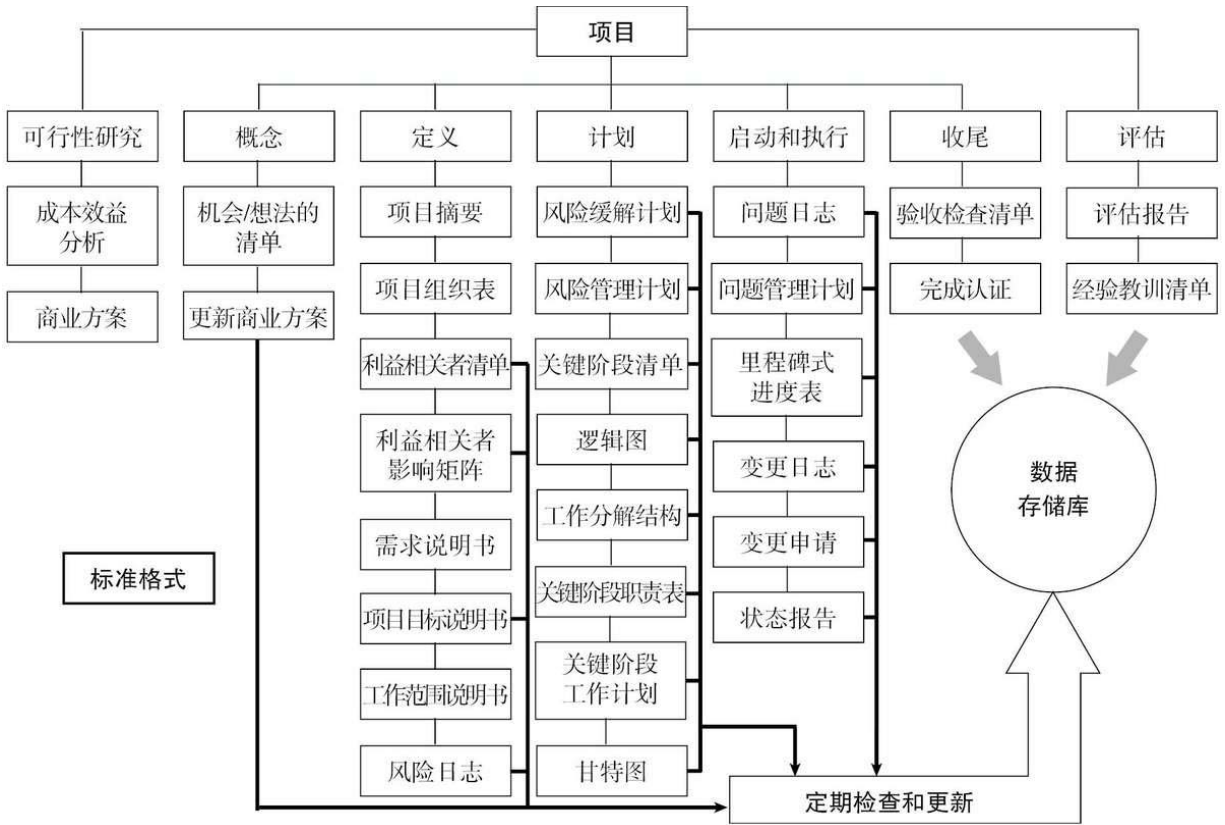 项目
可行性研究
概念
定义
计划
启动和执行
收尾
评估
成本效益
分析
商业方案
机会/想法的
清单
更新商业方案
项目摘要
项目组织表
利益相关者清单
利益相关者
影响矩阵
需求说明书
项目目标说明书
工作范围说明书
风险日志
风险缓解计划
风险管理计划
关键阶段清单
逻辑图
工作分解结构
关键阶段职责表
关键阶段
工作计划
甘特图
问题日志
问题管理计划
里程碑式
进度表
变更日志
变更申请
状态报告
验收检查清单
完成认证
评估报告
经验教训清单
数据
存储库
标准格式
定期检查和更新